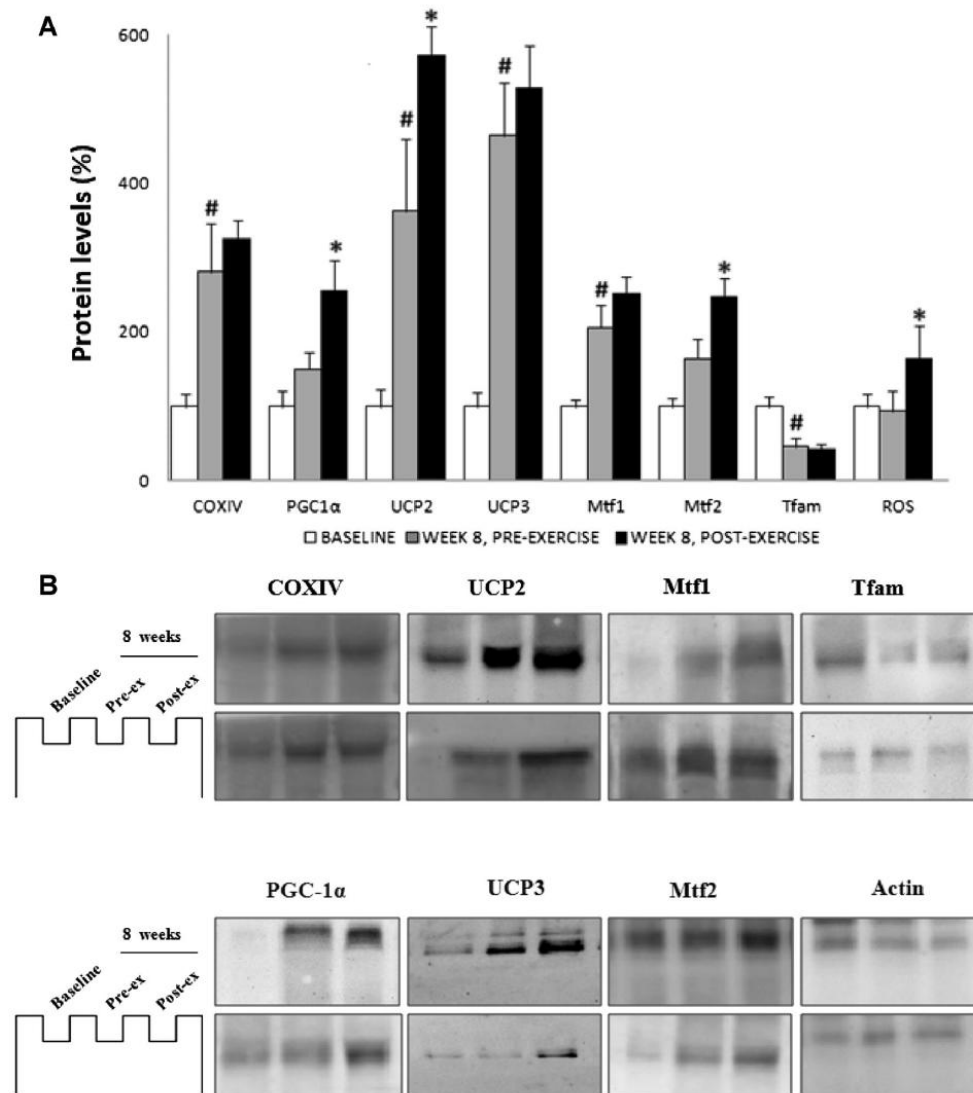 A
600
400
200
0
Protein levels (%)
#
*
#
*
#
#
*
#
*
COXIV PGC1α UCP2 UCP3 Mtf1 Mtf2 Tfam ROS
BASELINE WEEK 8, PRE-EXERCISE WEEK 8, POST-EXERCISE
B
COXIV UCP2 Mtf1 Tfam
8 weeks
Baseline Pre-ex Post-ex
PGC-1α UCP3 Mtf2 Actin
8 weeks
Baseline Pre-ex Post-ex